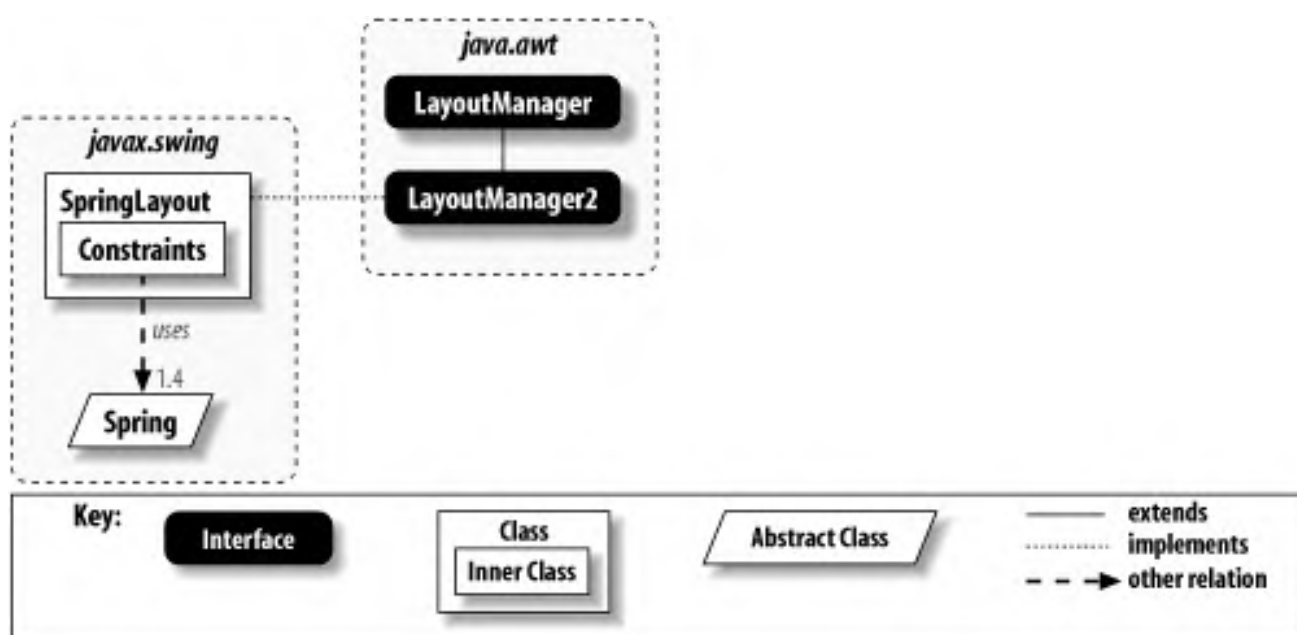 java.awt
LayoutManager
LayoutManager2
javax.swing
SpringLayout
Constraints
uses
1.4
Spring
Key:
Interface
Class
Inner Class
Abstract Class
extends
implements
other relation